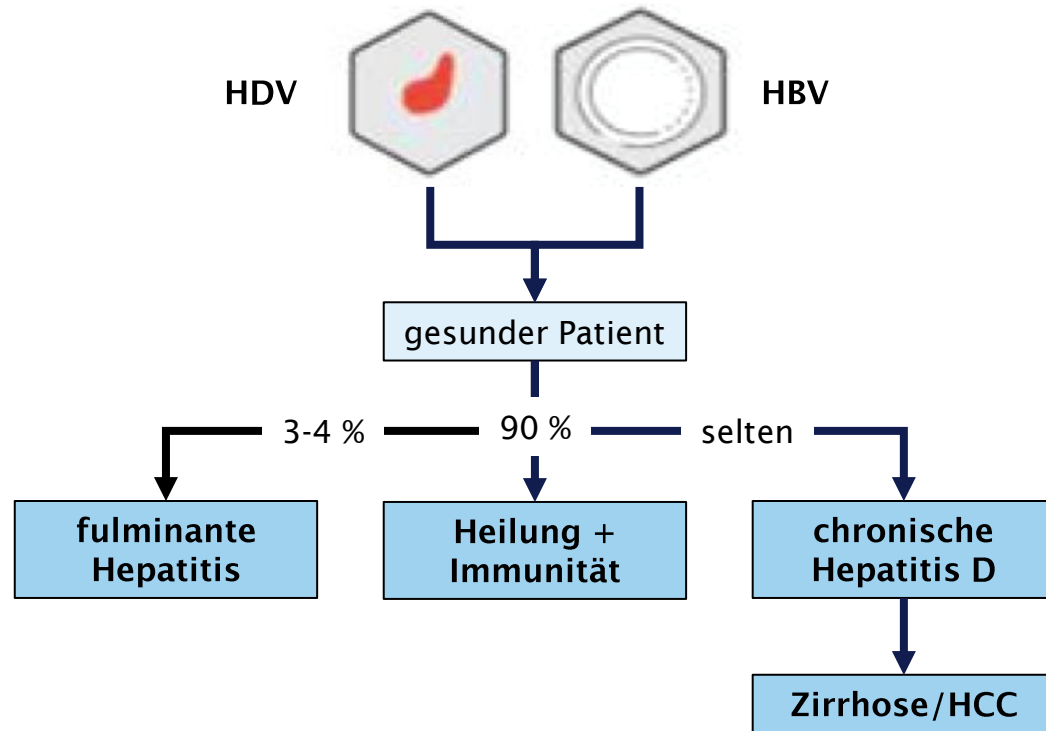 HDV
HBV
gesunder Patient
3-4 %
90 %
selten
fulminante
Hepatitis
Heilung +
Immunität
chronische
Hepatitis D
Zirrhose/HCC